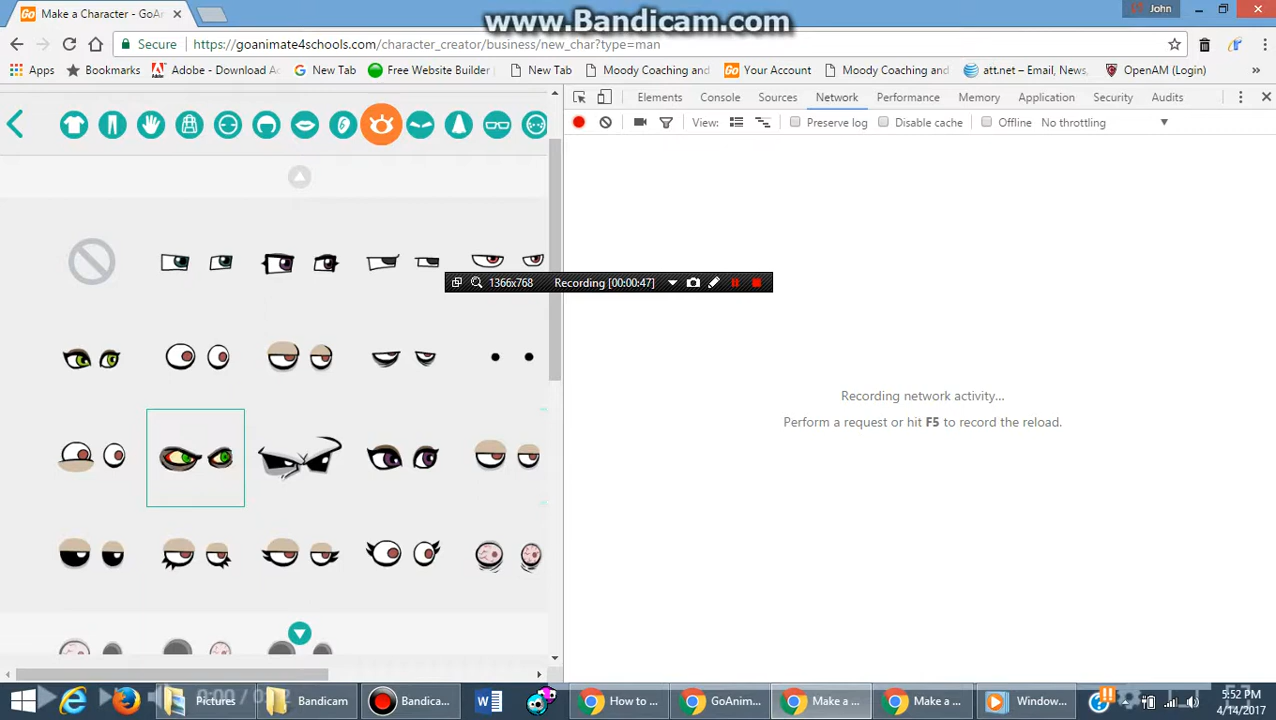 Make a Character - GoAn
www.Bandicam.com
John
Secure
https://goanimate4schools.com/character_creator/business/new_char?type=man
Apps
Bookmarks
Adobe - Download A
New Tab
Free Website Builder
New Tab
Moody Coaching and
Go Your Account
Moody Coaching and
att.net – Email, News,
OpenAM (Login)
»
Elements
Console
Sources
Network
Performance
Memory
Application
Security
Audits
View:
Preserve log
Disable cache
Offline
No throttling
1366x768
Recording [00:00:47]
Recording network activity...
Perform a request or hit F5 to record the reload.
Pictures
Bandicam
Bandica...
How to ...
GoAnim...
Make a ...
Make a ...
Window...
5:52 PM
4/14/2017